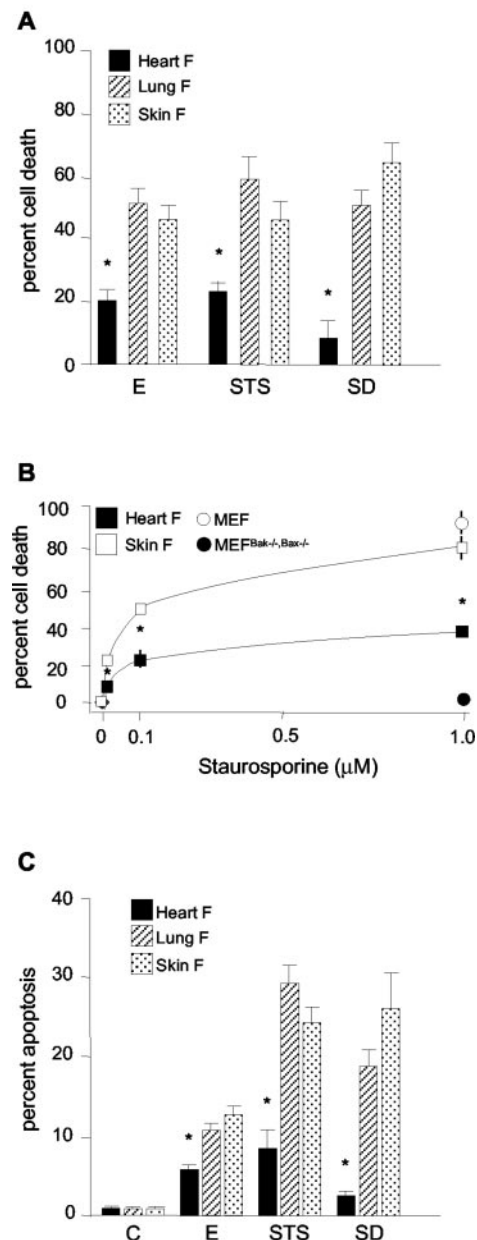 A
100
80
60
40
20
0
percent cell death
Heart F
Lung F
Skin F
*
*
*
E STS SD
B
100
80
60
40
20
0
percent cell death
Heart F
Skin F
MEF
MEF Bak-/-,Bax-/-
*
*
*
0 0.1 0.5 1.0
Staurosporine (μM)
C
40
30
20
10
0
percent apoptosis
Heart F
Lung F
Skin F
*
*
*
C E STS SD